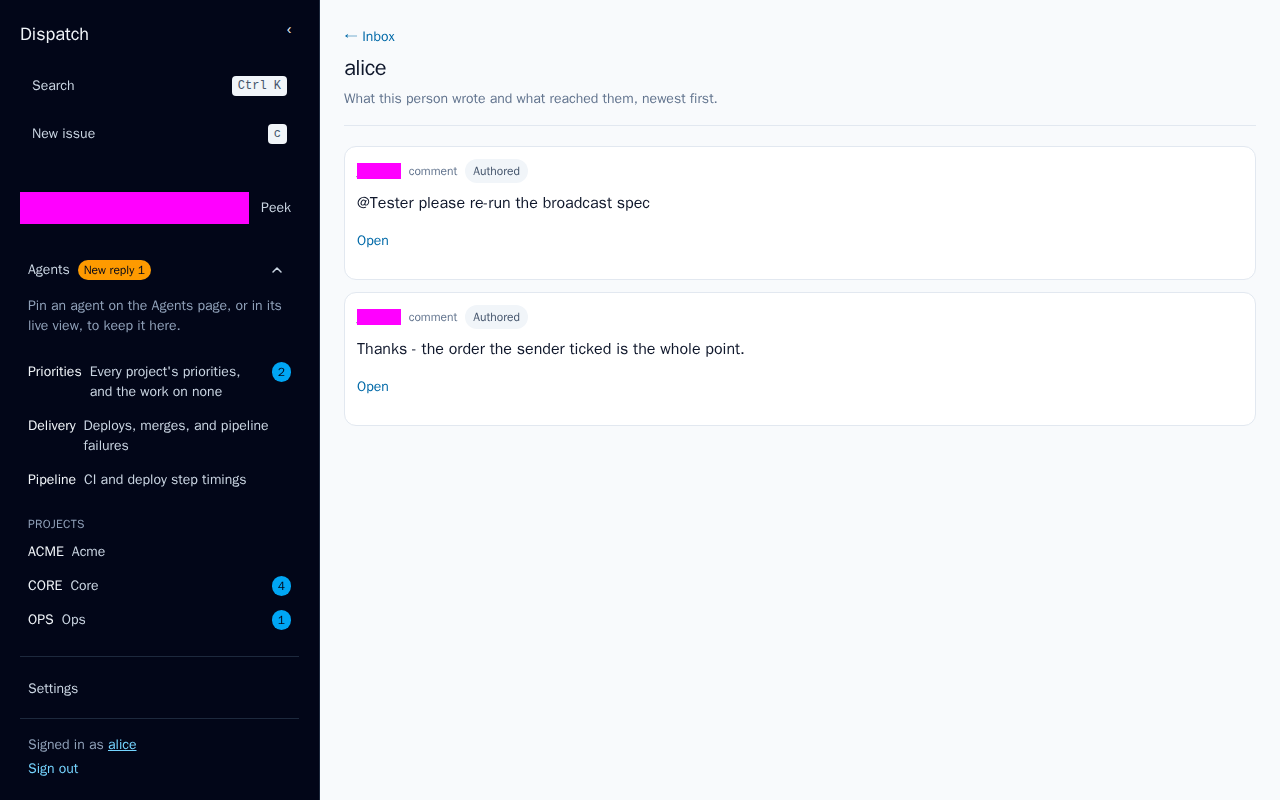 Dispatch
‹
Search
Ctrl K
New issue
C
Peek
Agents
New reply 1
Pin an agent on the Agents page, or in its
live view, to keep it here.
Priorities
Every project's priorities,
and the work on none
2
Delivery
Deploys, merges, and pipeline
failures
Pipeline
CI and deploy step timings
PROJECTS
ACME Acme
CORE Core
4
OPS Ops
1
Settings
Signed in as alice
Sign out
← Inbox
alice
What this person wrote and what reached them, newest first.
comment Authored
@Tester please re-run the broadcast spec
Open
comment Authored
Thanks - the order the sender ticked is the whole point.
Open